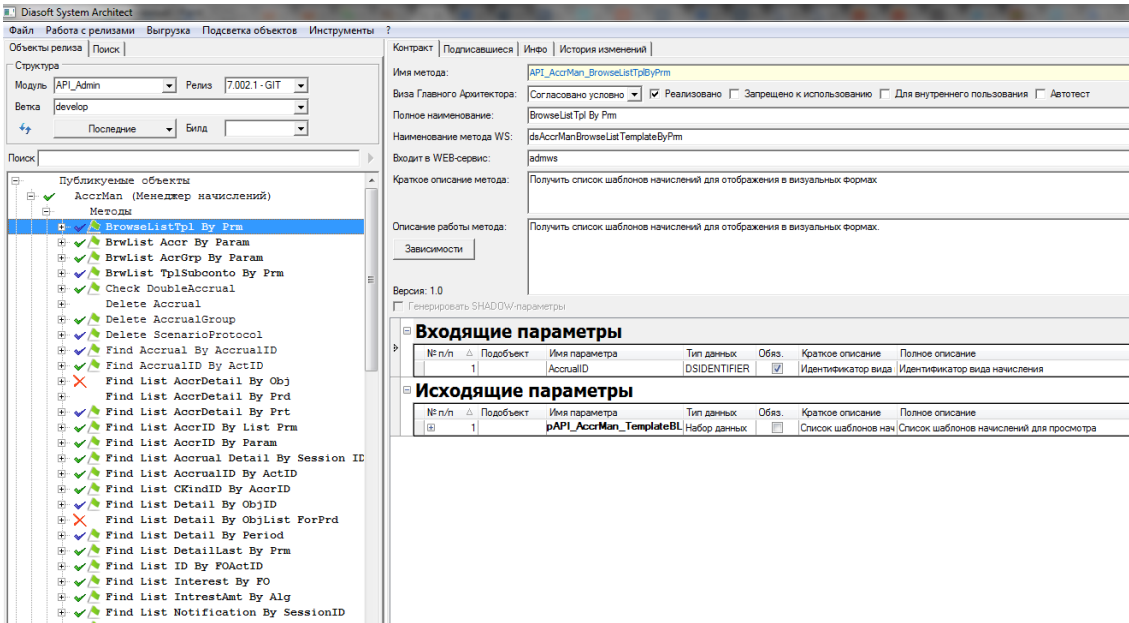 Diasoft System Architect
Файл Работа с релизами Выгрузка Подсветка объектов Инструменты ?
Объекты релиза Поиск
Структура
Модуль API_Admin Релиз 7.002.1 - GIT
Ветка develop
Последние Билд
Поиск
Публикуемые объекты
AccrMan (Менеджер начислений)
Методы
BrowseListTpl By Prm
BrwList Accr By Param
BrwList AcrGrp By Param
BrwList TplSubconto By Prm
Check DoubleAccrual
Delete Accrual
Delete AccrualGroup
Delete ScenarioProtocol
Find Accrual By AccrualID
Find AccrualID By ActID
Find List AccrDetail By Obj
Find List AccrDetail By Prd
Find List AccrDetail By Prt
Find List AccrID By List Prm
Find List AccrID By Param
Find List Accrual Detail By Session ID
Find List AccrualID By ActID
Find List CKindID By AccrID
Find List Detail By ObjID
Find List Detail By ObjList ForPrd
Find List Detail By Period
Find List DetailLast By Prm
Find List ID By FOActID
Find List Interest By FO
Find List IntrestAmt By Alg
Find List Notification By SessionID
Контракт Подписавшиеся Инфо История изменений
Имя метода: API_AccrMan_BrowseListTplByPrm
Виза Главного Архитектора: Согласовано условно Реализовано Запрещено к использованию Для внутреннего пользования Автотест
Полное наименование: BrowseListTpl By Prm
Наименование метода WS: dsAccrManBrowseListTemplateByPrm
Входит в WEB-сервис: admws
Краткое описание метода: Получить список шаблонов начислений для отображения в визуальных формах
Описание работы метода: Получить список шаблонов начислений для отображения в визуальных формах.
Зависимости
Версия: 1.0
Генерировать SHADOW-параметры
Входящие параметры
№ п/п Подобъект Имя параметра Тип данных Обяз. Краткое описание Полное описание
1 AccrualID DSIDENTIFIER Идентификатор вида Идентификатор вида начисления
Исходящие параметры
№ п/п Подобъект Имя параметра Тип данных Обяз. Краткое описание Полное описание
1 pAPI_AccrMan_TemplateBL Набор данных Список шаблонов нач Список шаблонов начислений для просмотра